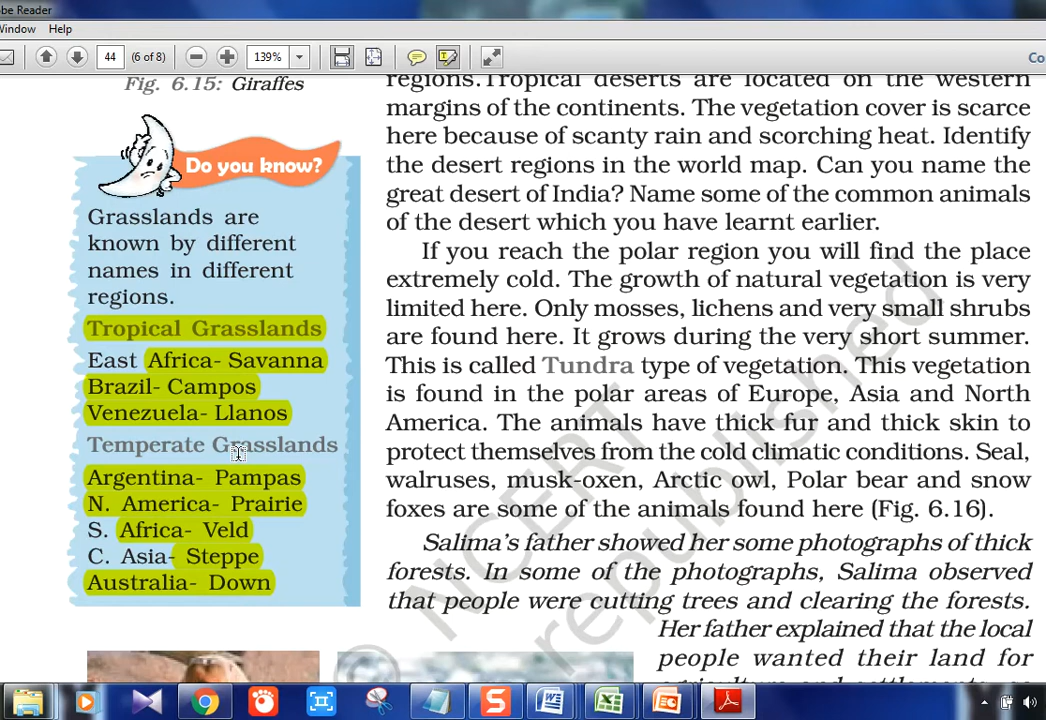 be Reader
Window Help
44 (6 of 8) 139% Co
Fig. 6.15: Giraffes
Do you know?
Grasslands are
known by different
names in different
regions.
Tropical Grasslands
East Africa- Savanna
Brazil- Campos
Venezuela- Llanos
Temperate Grasslands
Argentina- Pampas
N. America- Prairie
S. Africa- Veld
C. Asia- Steppe
Australia- Down
regions.Tropical deserts are located on the western
margins of the continents. The vegetation cover is scarce
here because of scanty rain and scorching heat. Identify
the desert regions in the world map. Can you name the
great desert of India? Name some of the common animals
of the desert which you have learnt earlier.
If you reach the polar region you will find the place
extremely cold. The growth of natural vegetation is very
limited here. Only mosses, lichens and very small shrubs
are found here. It grows during the very short summer.
This is called Tundra type of vegetation. This vegetation
is found in the polar areas of Europe, Asia and North
America. The animals have thick fur and thick skin to
protect themselves from the cold climatic conditions. Seal,
walruses, musk-oxen, Arctic owl, Polar bear and snow
foxes are some of the animals found here (Fig. 6.16).
Salima's father showed her some photographs of thick
forests. In some of the photographs, Salima observed
that people were cutting trees and clearing the forests.
Her father explained that the local
people wanted their land for
© NCERT
republished